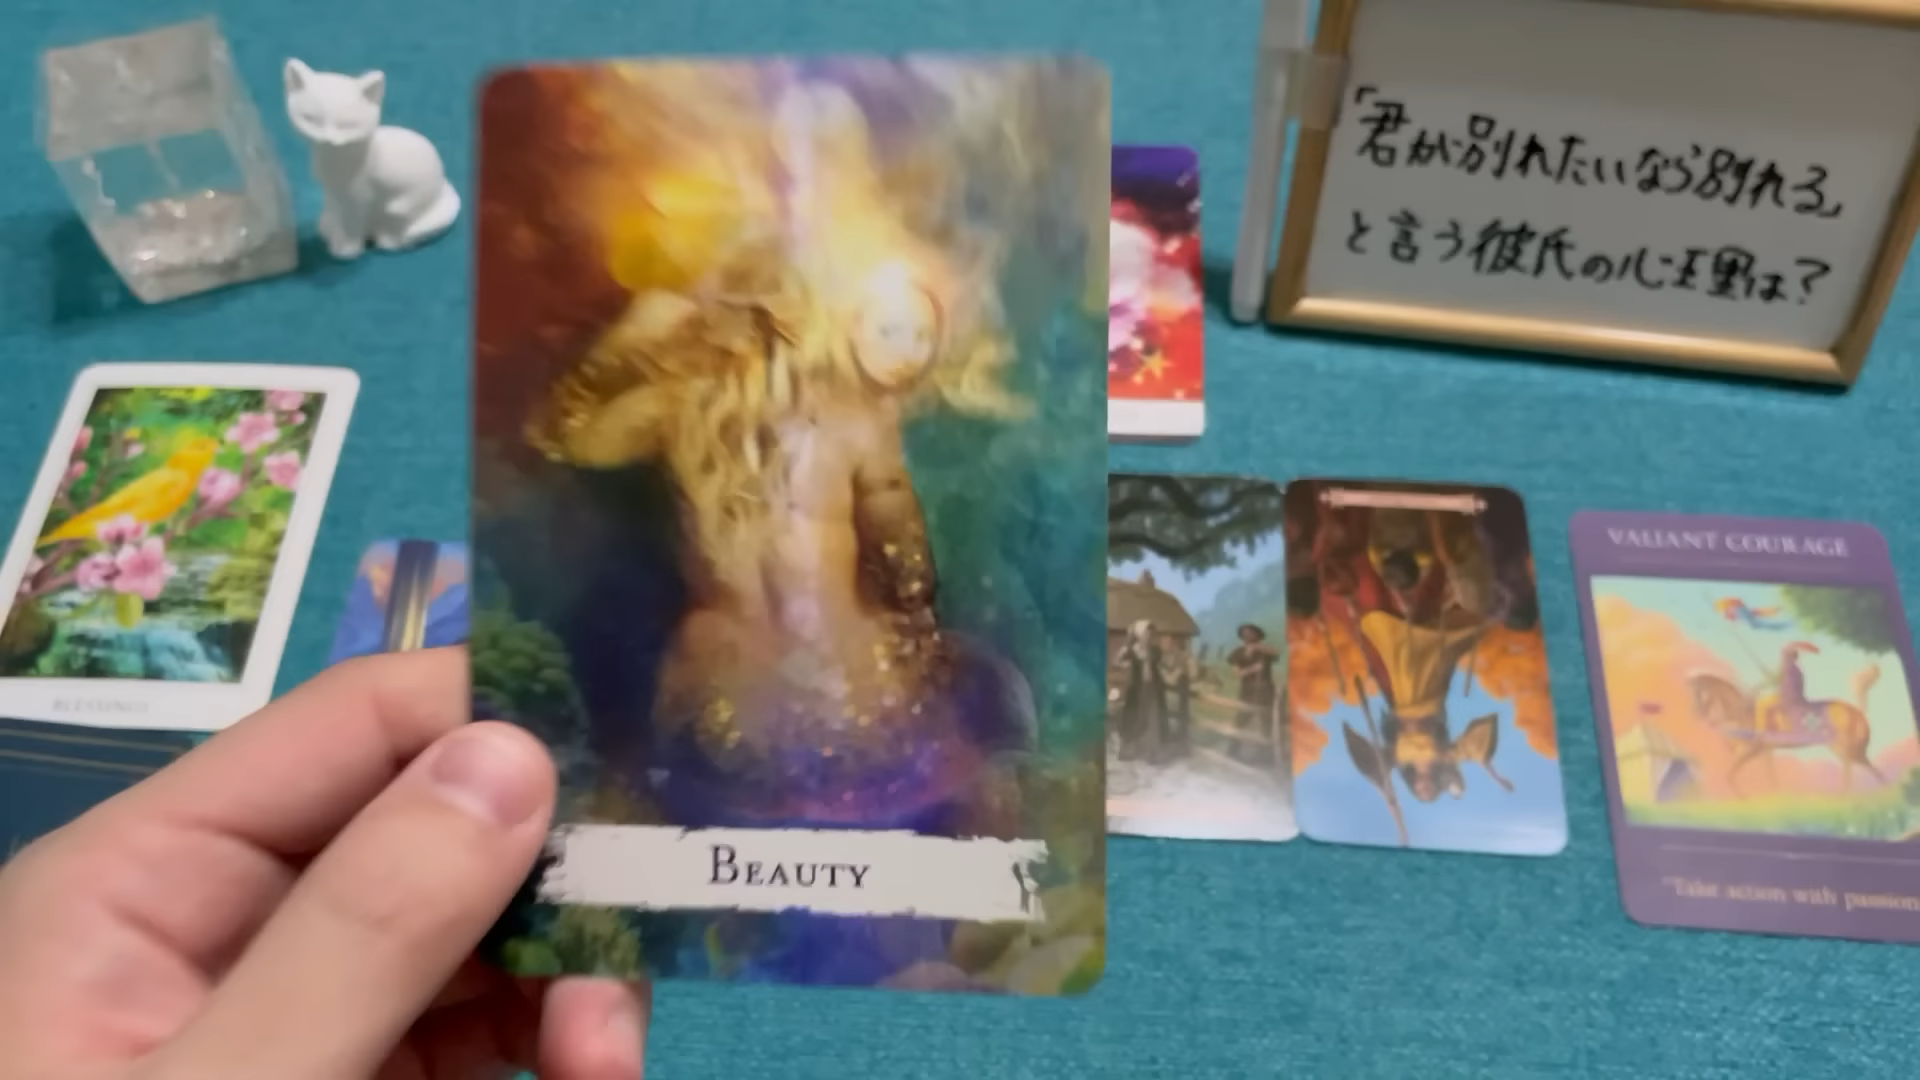 「君が別れたいなら別れる」
と言う彼氏の心理は？
BLESSINGS
BEAUTY
VALIANT COURAGE
"Take action with passion